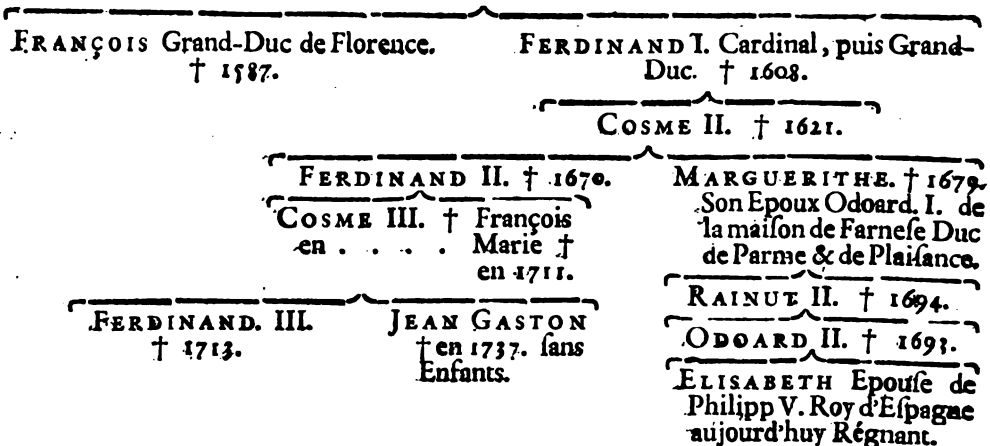 FRANÇOIS Grand-Duc de Florence.
† 1587.
FERDINAND I. Cardinal, puis Grand-
Duc. † 1608.
COSME II. † 1621.
FERDINAND II. † 1670.
MARGUERITHE. † 1679.
Son Epoux Odoard. I. de
la maiſon de Farneſe Duc
de Parme & de Plaiſance.
COSME III. †
en . . . .
François
Marie †
en 1711.
RAINUT II. † 1694.
FERDINAND. III.
† 1713.
JEAN GASTON
† en 1737. ſans
Enfants.
ODOARD II. † 1693.
ELISABETH Epouſe de
Philipp V. Roy d'Eſpagne
aujourd'huy Régnant.